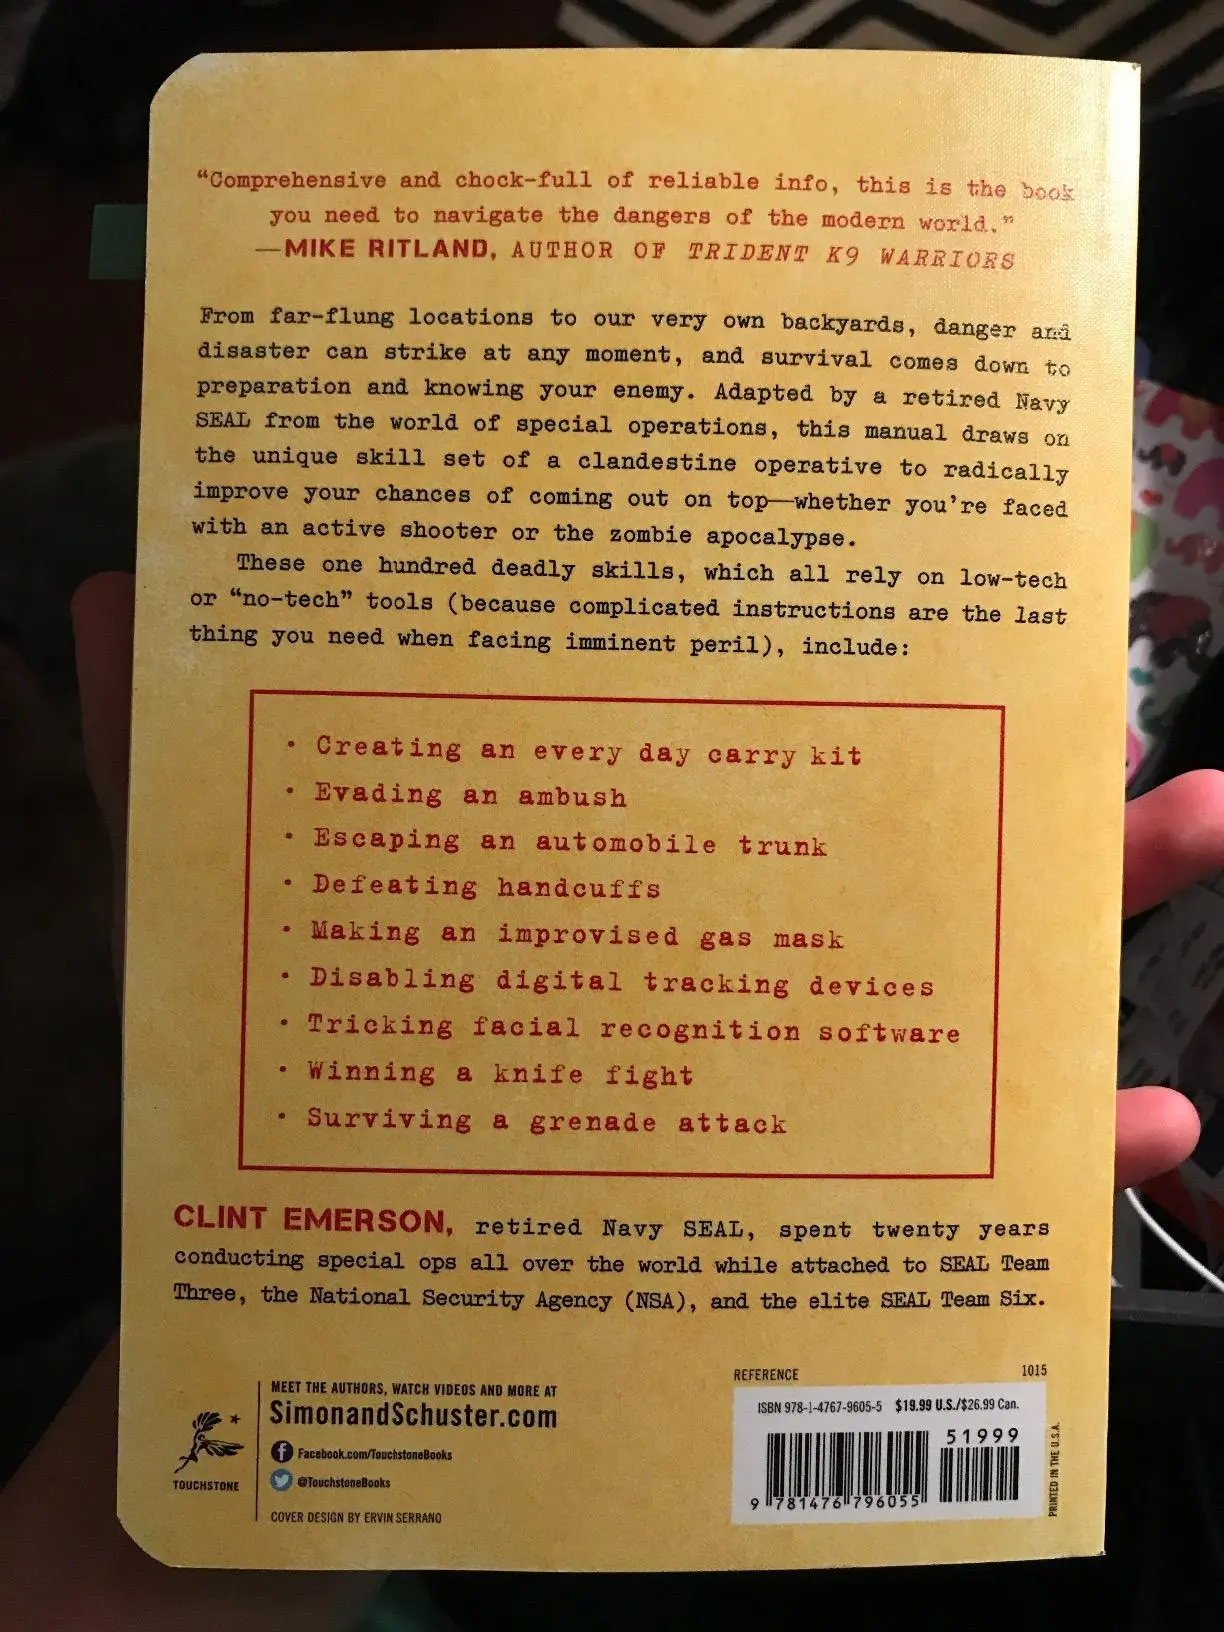 “Comprehensive and chock-full of reliable info, this is the book
you need to navigate the dangers of the modern world.”
—MIKE RITLAND, AUTHOR OF TRIDENT K9 WARRIORS
From far-flung locations to our very own backyards, danger and
disaster can strike at any moment, and survival comes down to
preparation and knowing your enemy. Adapted by a retired Navy
SEAL from the world of special operations, this manual draws on
the unique skill set of a clandestine operative to radically
improve your chances of coming out on top—whether you're faced
with an active shooter or the zombie apocalypse.
These one hundred deadly skills, which all rely on low-tech
or “no-tech” tools (because complicated instructions are the last
thing you need when facing imminent peril), include:
• Creating an every day carry kit
• Evading an ambush
• Escaping an automobile trunk
• Defeating handcuffs
• Making an improvised gas mask
• Disabling digital tracking devices
• Tricking facial recognition software
• Winning a knife fight
• Surviving a grenade attack
CLINT EMERSON, retired Navy SEAL, spent twenty years
conducting special ops all over the world while attached to SEAL Team
Three, the National Security Agency (NSA), and the elite SEAL Team Six.
TOUCHSTONE
MEET THE AUTHORS, WATCH VIDEOS AND MORE AT
SimonandSchuster.com
Facebook.com/TouchstoneBooks
@TouchstoneBooks
COVER DESIGN BY ERVIN SERRANO
REFERENCE 1015
ISBN 978-1-4767-9605-5 $19.99 U.S./$26.99 Can.
51999
9 781476 796055
PRINTED IN THE U.S.A.